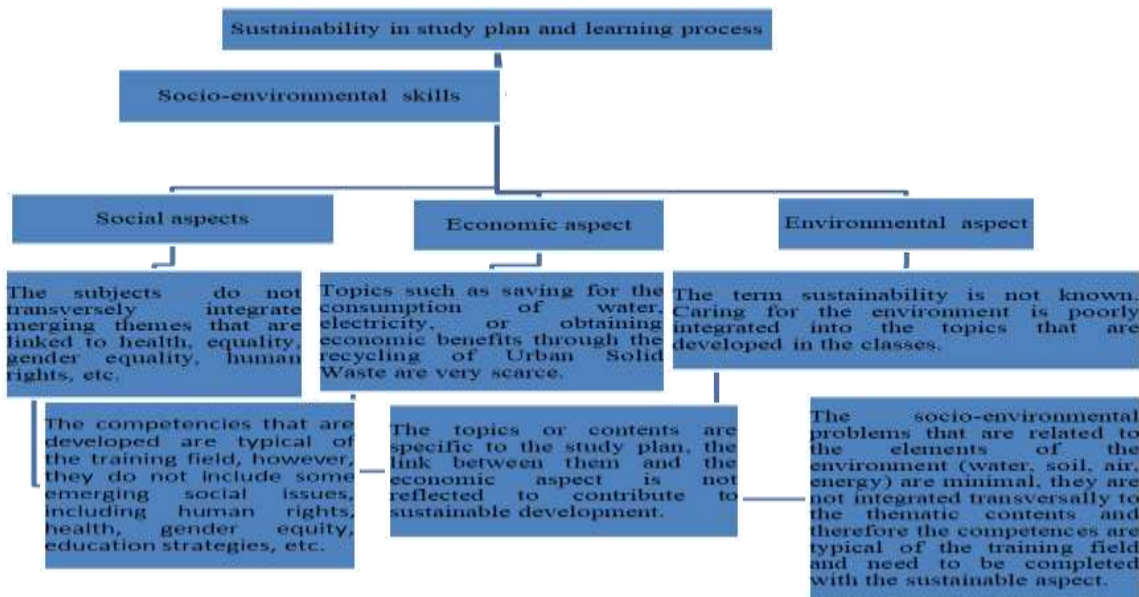 Sustainability in study plan and learning process
Socio-environmental skills
Social aspects
Economic aspect
Environmental aspect
The subjects do not
transversely integrate
merging themes that are
linked to health, equality,
gender equality, human
rights, etc.
Topics such as saving for the
consumption of water,
electricity, or obtaining
economic benefits through the
recycling of Urban Solid
Waste are very scarce.
The term sustainability is not known.
Caring for the environment is poorly
integrated into the topics that are
developed in the classes.
The competencies that are
developed are typical of
the training field, however,
they do not include some
emerging social issues,
including human rights,
health, gender equity,
education strategies, etc.
The topics or contents are
specific to the study plan, the
link between them and the
economic aspect is not
reflected to contribute to
sustainable development.
The socio-environmental
problems that are related to
the elements of the
environment (water, soil, air,
energy) are minimal, they are
not integrated transversally to
the thematic contents and
therefore the competences are
typical of the training field
and need to be completed
with the sustainable aspect.